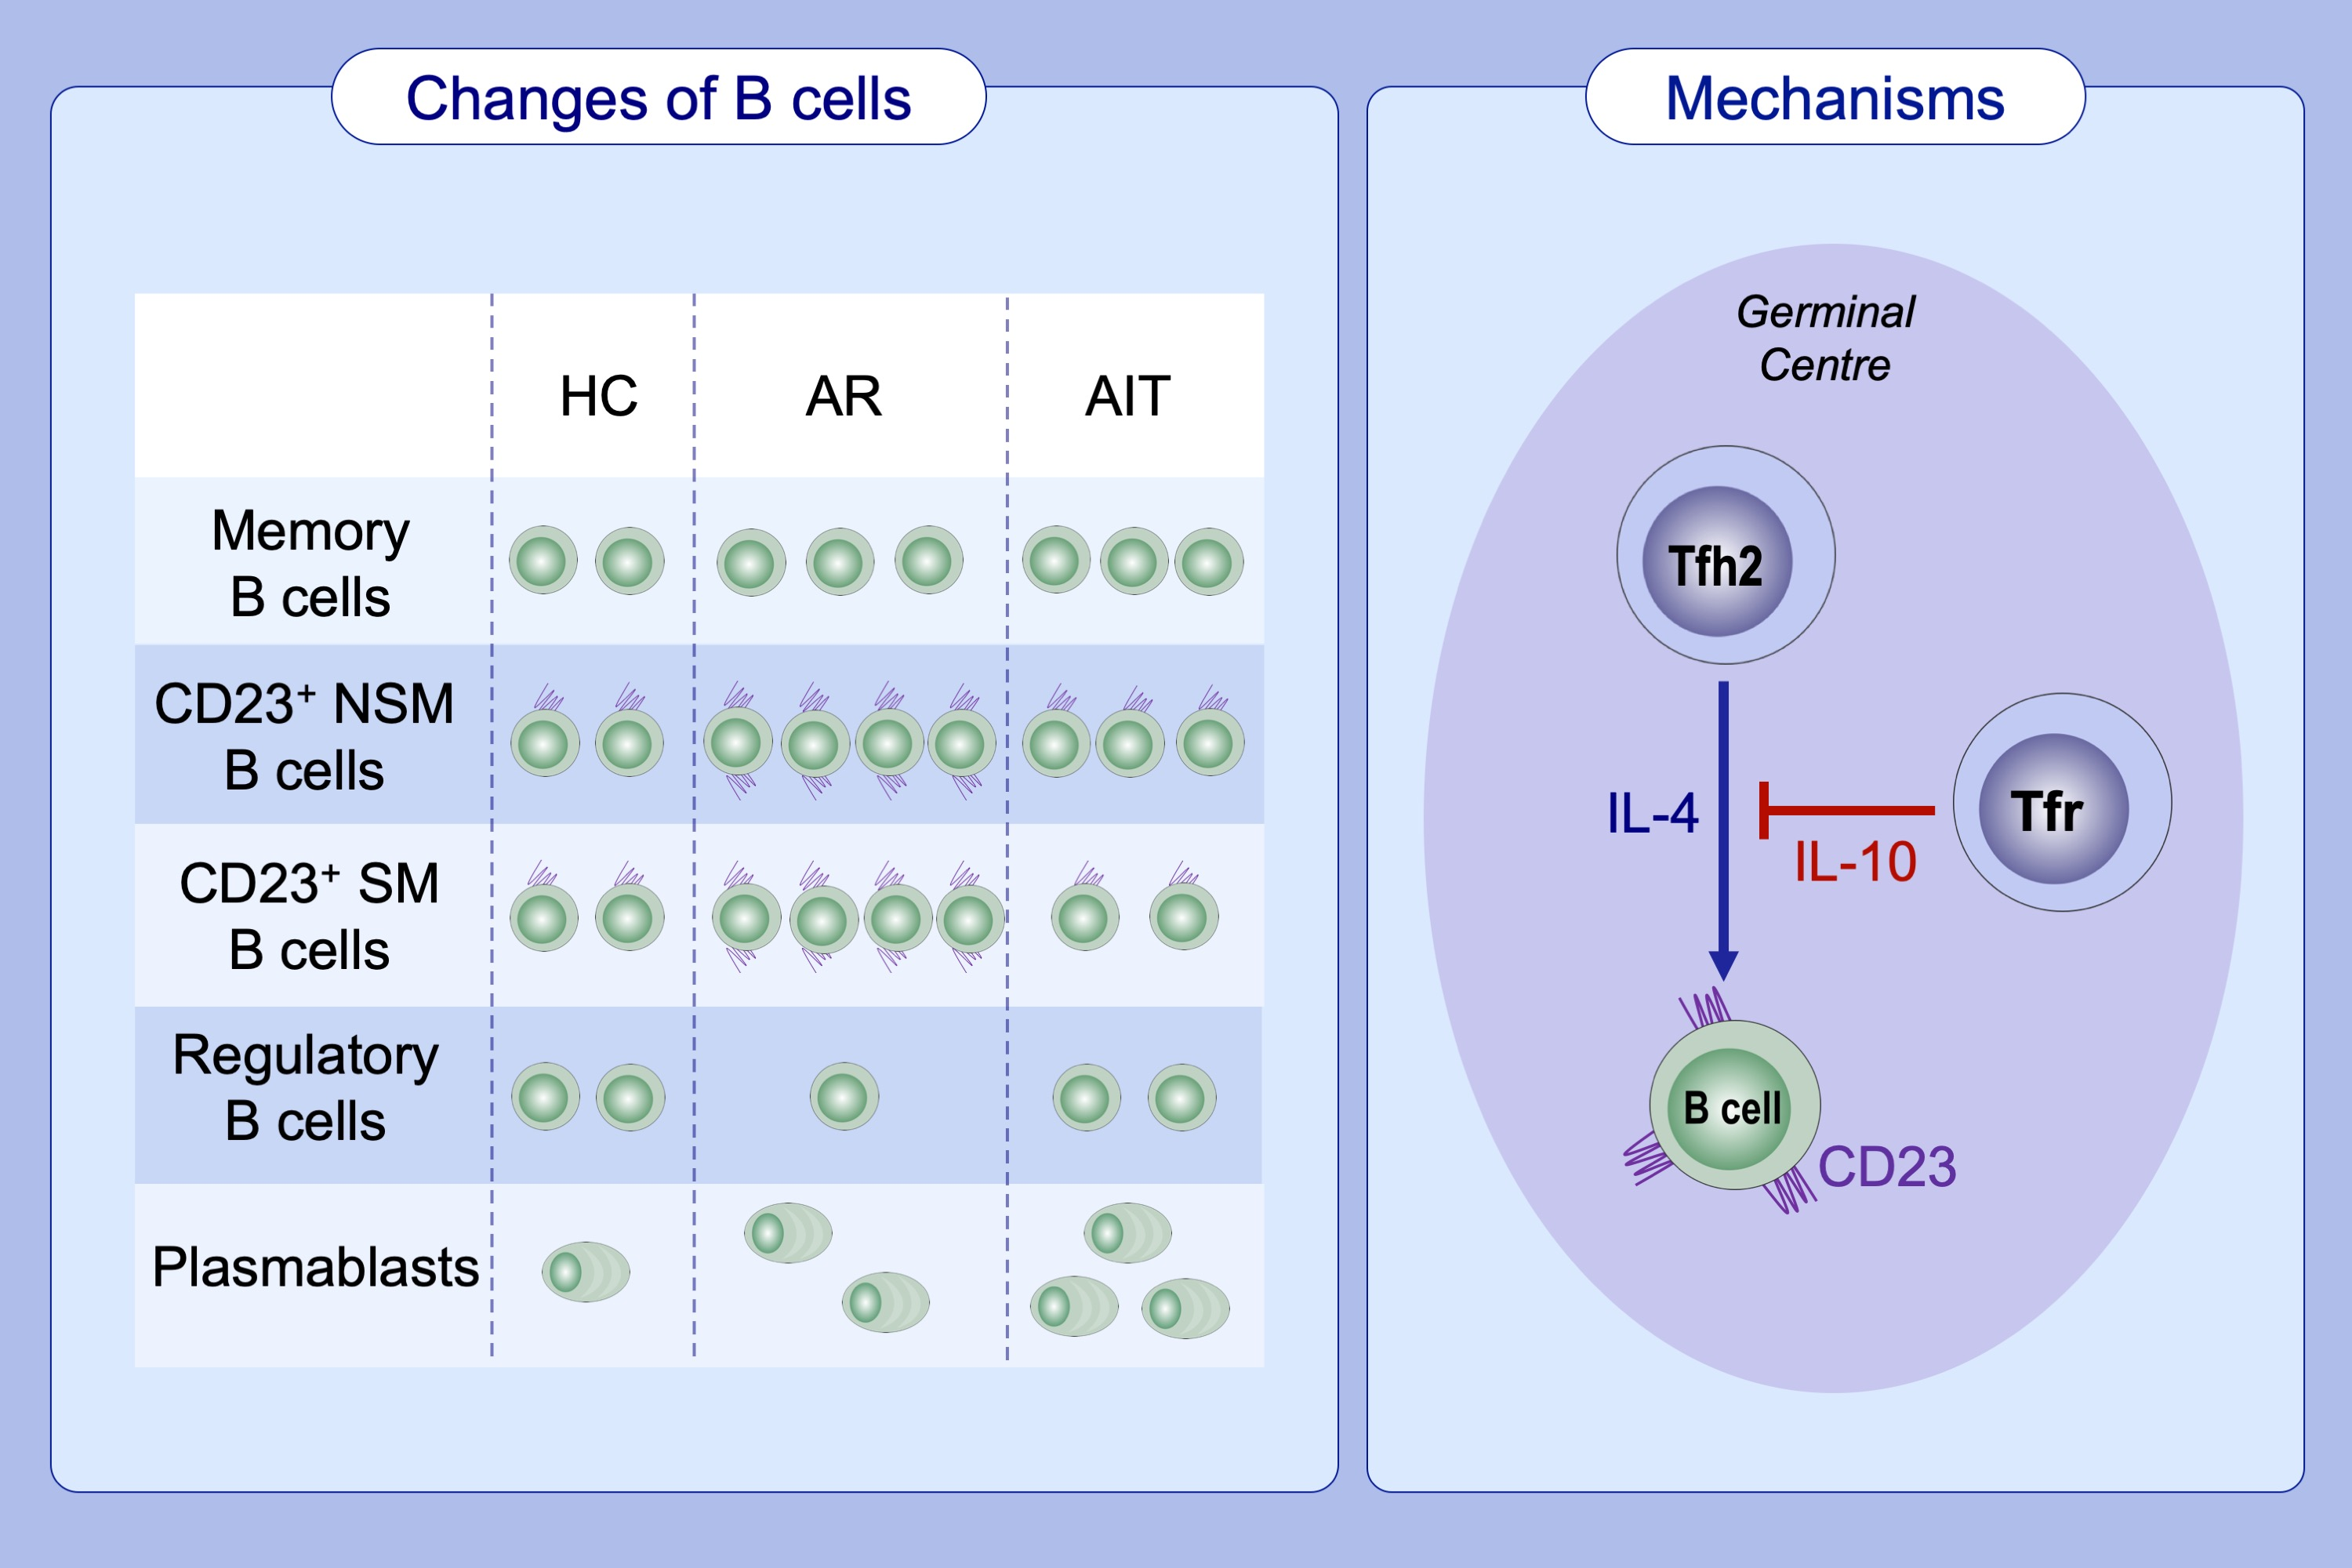 Changes of B cells
HC
AR
AIT
Memory
B cells
CD23⁺ NSM
B cells
CD23⁺ SM
B cells
Regulatory
B cells
Plasmablasts
Mechanisms
Germinal
Centre
Tfh2
IL-4
Tfr
IL-10
B cell
CD23